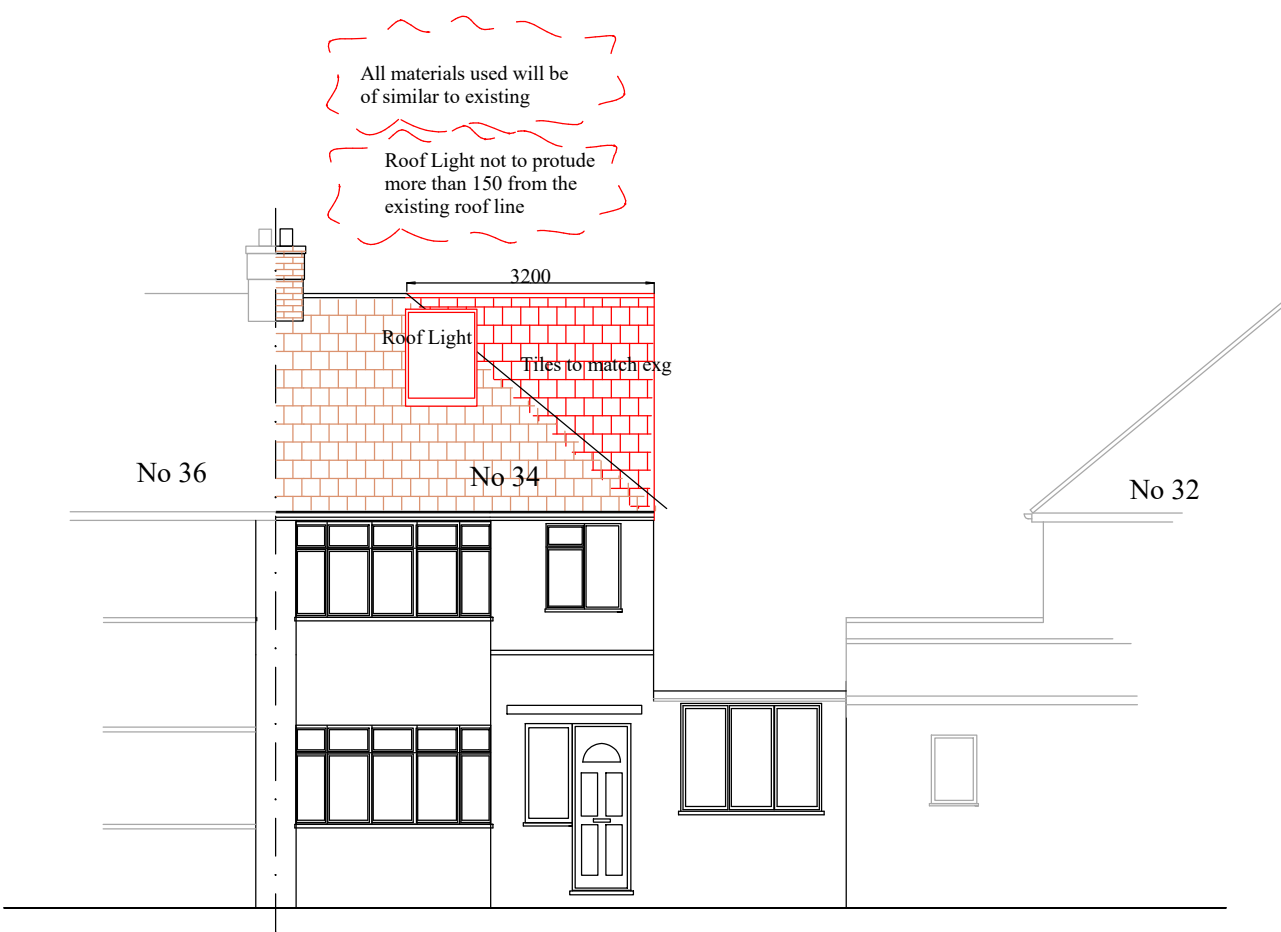 All materials used will be
of similar to existing
Roof Light not to protude
more than 150 from the
existing roof line
3200
Roof Light
Tiles to match exg
No 36
No 34
No 32